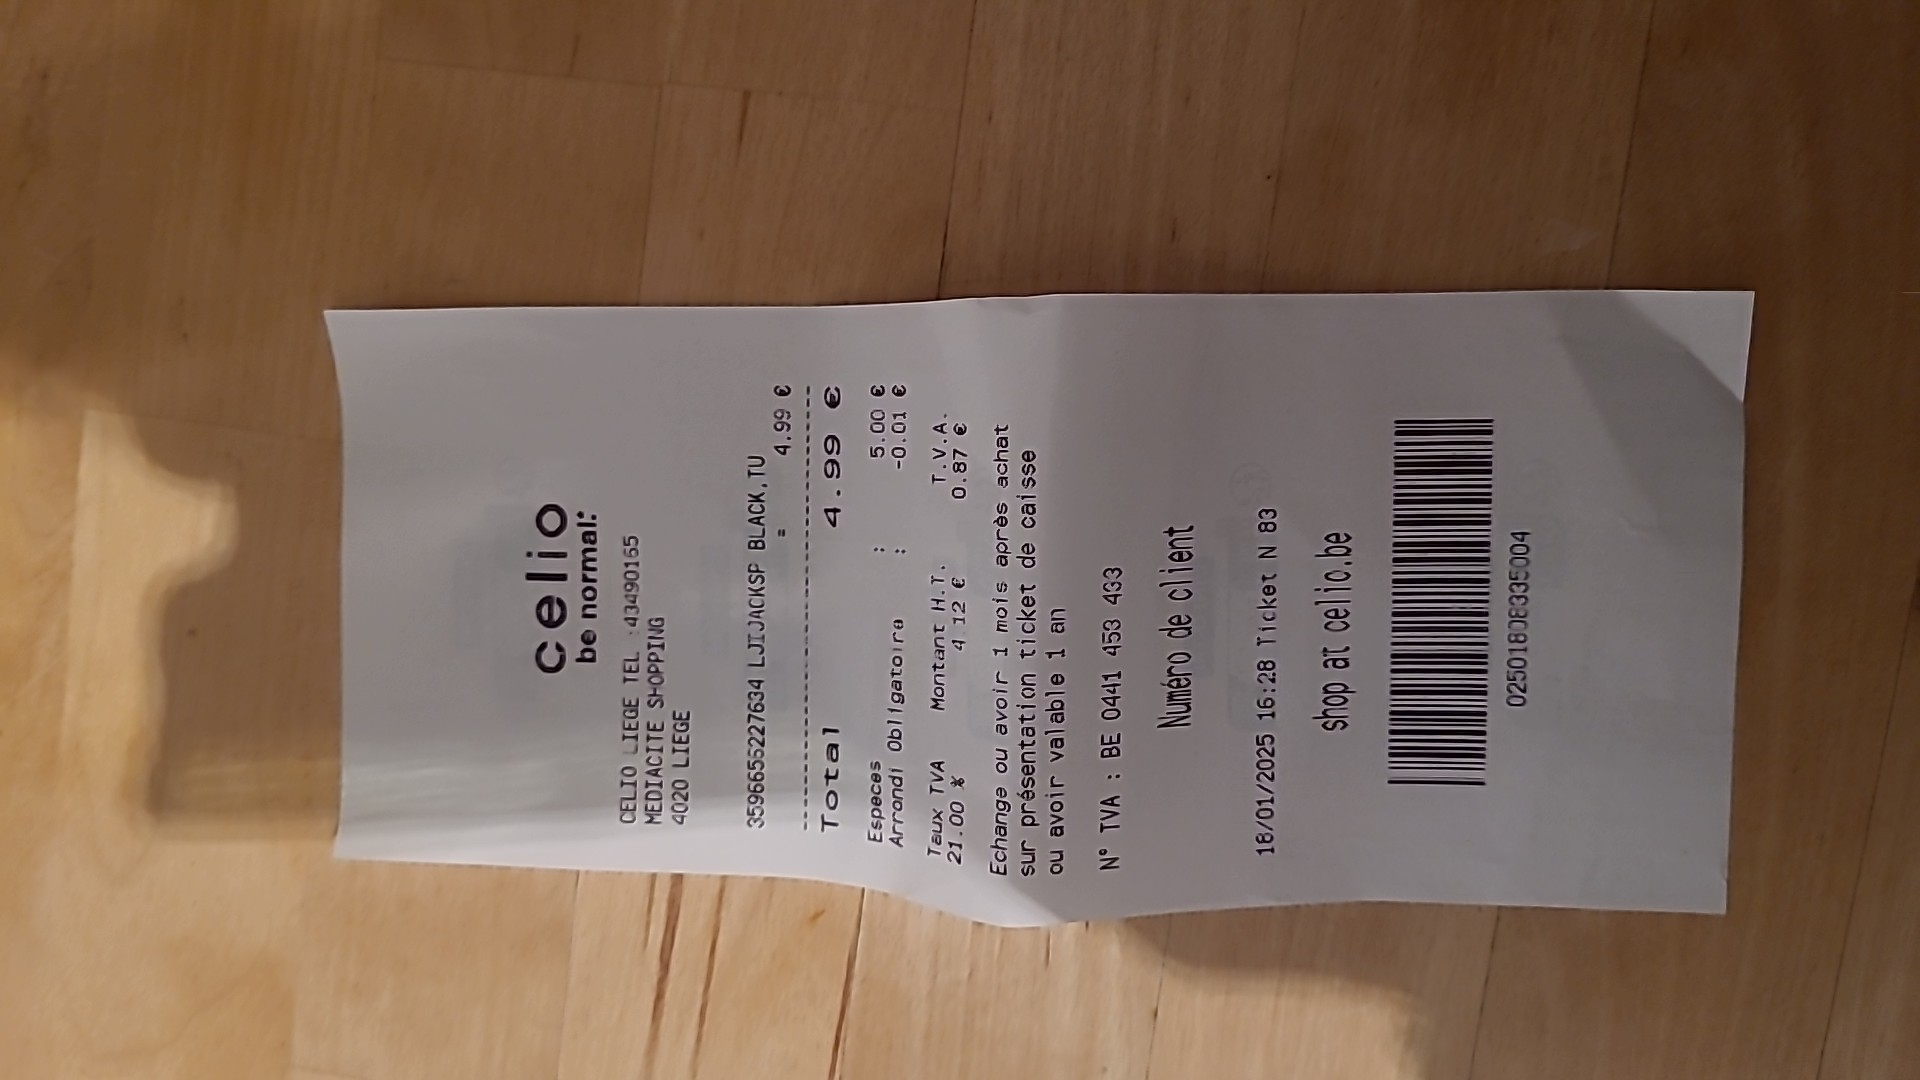 celio
be normal:
CELIO LIEGE TEL :43490165
MEDIACITE SHOPPING
4020 LIEGE
3596655227634 LJIJACKSP BLACK,TU
= 4.99 €
Total 4.99 €
Especes : 5.00 €
Arrondi Obligatoire : -0.01 €
Taux TVA Montant H.T. T.V.A.
21.00 % 4.12 € 0.87 €
Echange ou avoir 1 mois après achat
sur présentation ticket de caisse
ou avoir valable 1 an
N° TVA : BE 0441 453 433
Numéro de client
18/01/2025 16:28 Ticket N 83
shop at celio.be
02501808335004